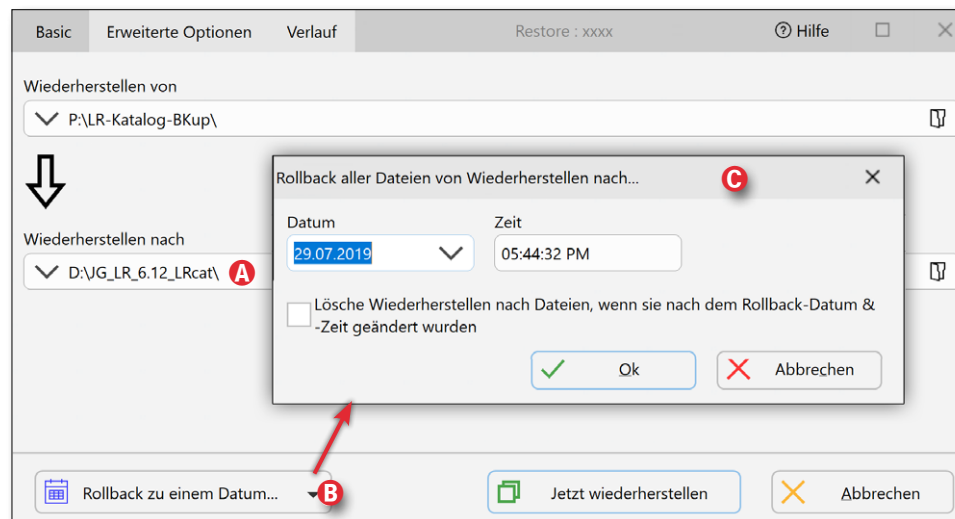 Basic Erweiterte Optionen Verlauf Restore : xxxx Hilfe
Wiederherstellen von
P:\LR-Katalog-BKup\
Rollback aller Dateien von Wiederherstellen nach... C
Datum Zeit
29.07.2019 05:44:32 PM
Wiederherstellen nach
D:\JG_LR_6.12_LRcat\ A
Lösche Wiederherstellen nach Dateien, wenn sie nach dem Rollback-Datum &
-Zeit geändert wurden
Ok Abbrechen
Rollback zu einem Datum... B Jetzt wiederherstellen Abbrechen